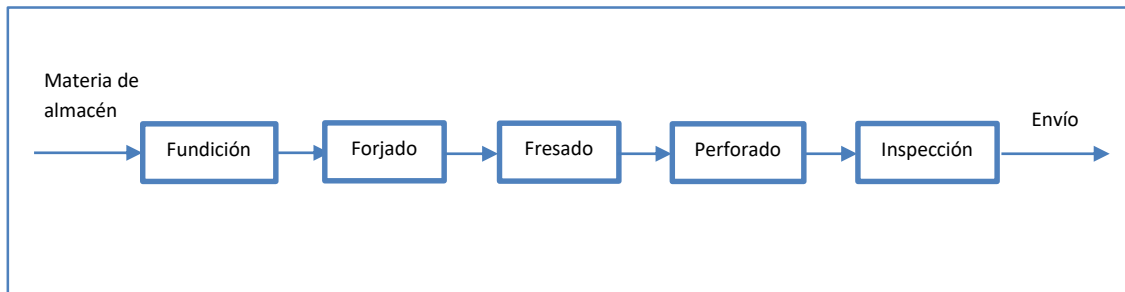 Materia de
almacén
Fundición
Forjado
Fresado
Perforado
Inspección
Envío